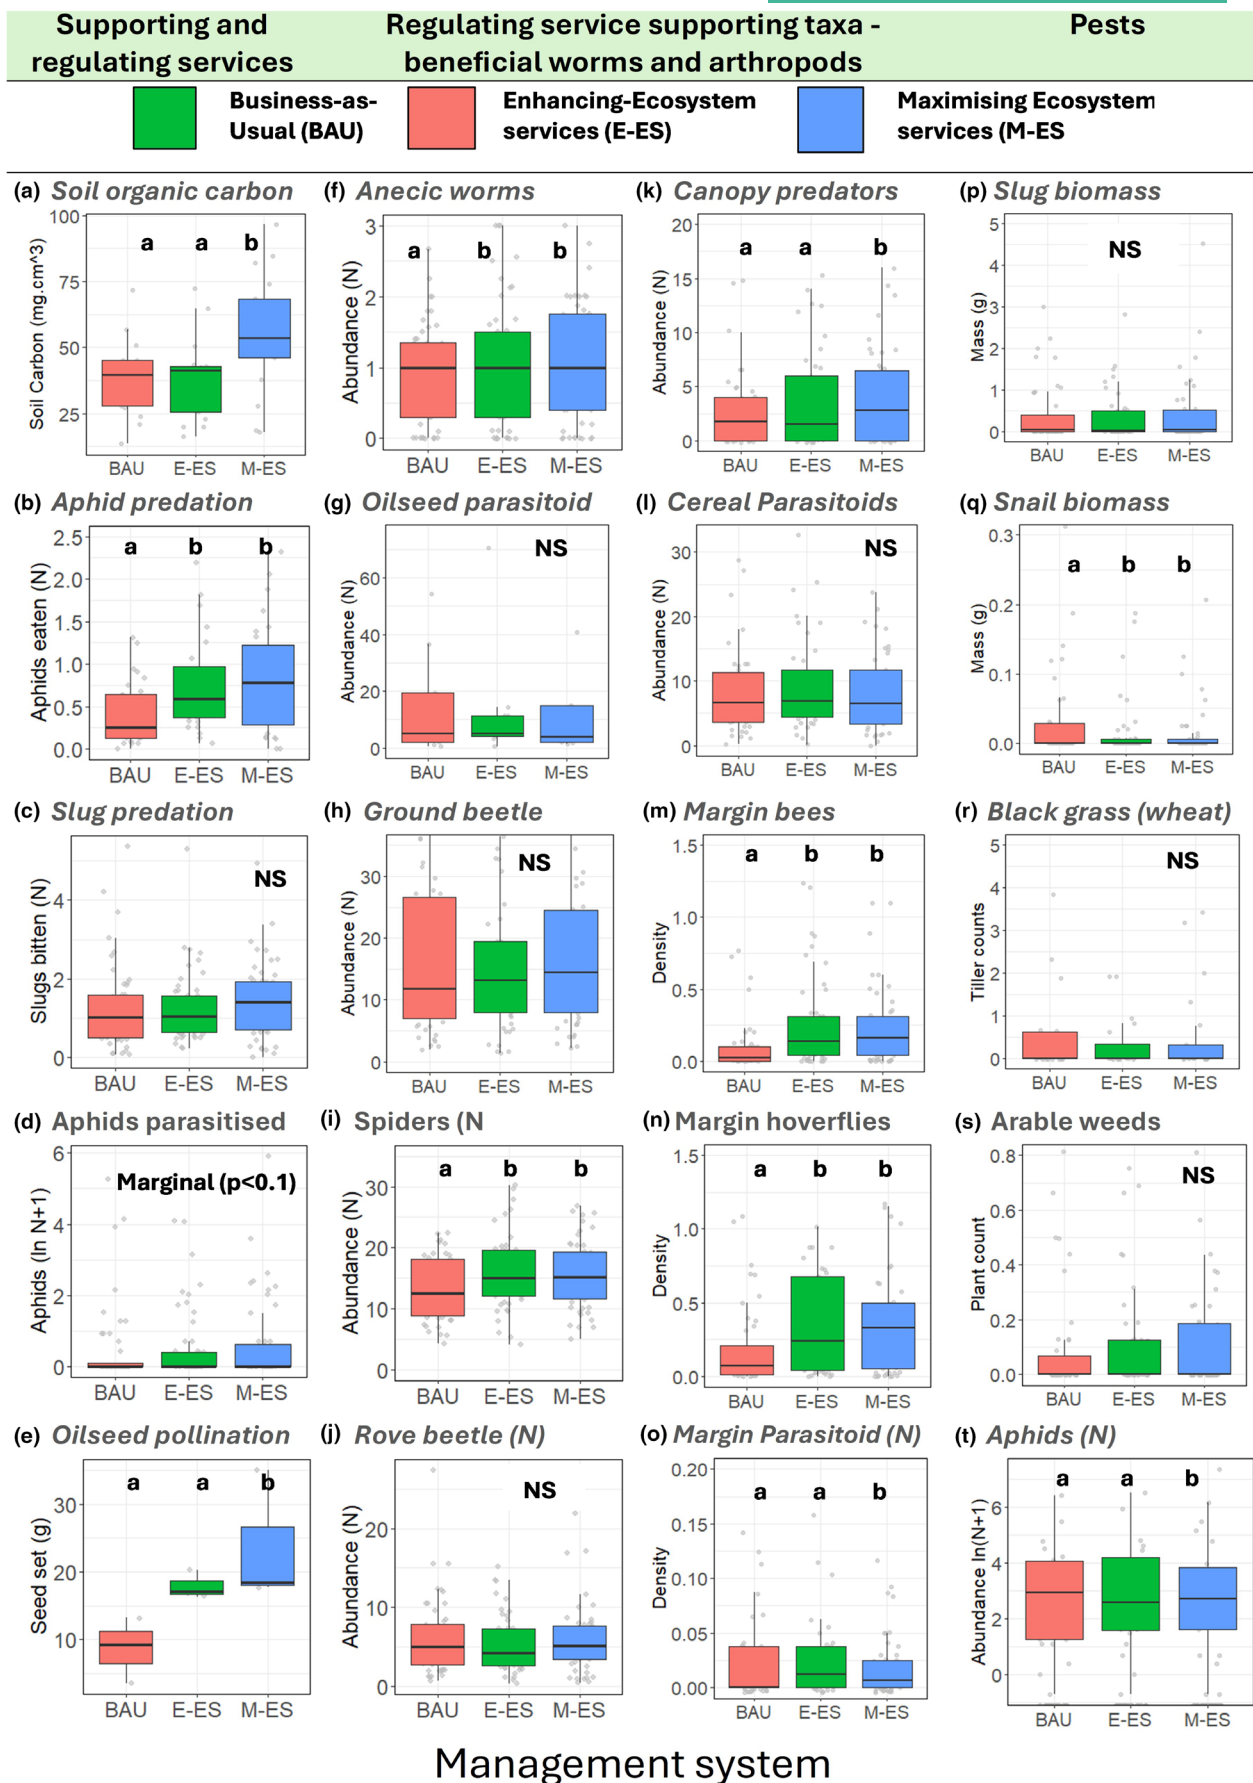 Supporting and
regulating services
Regulating service supporting taxa -
beneficial worms and arthropods
Pests
Business-as-
Usual (BAU)
Enhancing-Ecosystem
services (E-ES)
Maximising Ecosystem
services (M-ES
(a) Soil organic carbon
Soil Carbon (mg.cm^3)
100
75
50
25
a a b
BAU E-ES M-ES
(b) Aphid predation
Aphids eaten (N)
2.5
2.0
1.5
1.0
0.5
0.0
a b b
BAU E-ES M-ES
(c) Slug predation
Slugs bitten (N)
4
2
0
NS
BAU E-ES M-ES
(d) Aphids parasitised
Aphids (ln N+1)
6
4
2
0
Marginal (p<0.1)
BAU E-ES M-ES
(e) Oilseed pollination
Seed set (g)
30
20
10
a a b
BAU E-ES M-ES
(f) Anecic worms
Abundance (N)
3
2
1
0
a b b
BAU E-ES M-ES
(g) Oilseed parasitoid
Abundance (N)
60
40
20
0
NS
BAU E-ES M-ES
(h) Ground beetle
Abundance (N)
30
20
10
0
NS
BAU E-ES M-ES
(i) Spiders (N
Abundance (N)
30
20
10
0
a b b
BAU E-ES M-ES
(j) Rove beetle (N)
Abundance (N)
20
10
0
NS
BAU E-ES M-ES
(k) Canopy predators
Abundance (N)
20
15
10
5
0
a a b
BAU E-ES M-ES
(l) Cereal Parasitoids
Abundance (N)
30
20
10
0
NS
BAU E-ES M-ES
(m) Margin bees
Density
1.5
1.0
0.5
0.0
a b b
BAU E-ES M-ES
(n) Margin hoverflies
Density
1.5
1.0
0.5
0.0
a b b
BAU E-ES M-ES
(o) Margin Parasitoid (N)
Density
0.20
0.15
0.10
0.05
0.00
a a b
BAU E-ES M-ES
(p) Slug biomass
Mass (g)
5
4
3
2
1
0
NS
BAU E-ES M-ES
(q) Snail biomass
Mass (g)
0.3
0.2
0.1
0.0
a b b
BAU E-ES M-ES
(r) Black grass (wheat)
Tiller counts
5
4
3
2
1
0
NS
BAU E-ES M-ES
(s) Arable weeds
Plant count
0.8
0.6
0.4
0.2
0.0
NS
BAU E-ES M-ES
(t) Aphids (N)
Abundance ln(N+1)
6
4
2
0
a a b
BAU E-ES M-ES
Management system